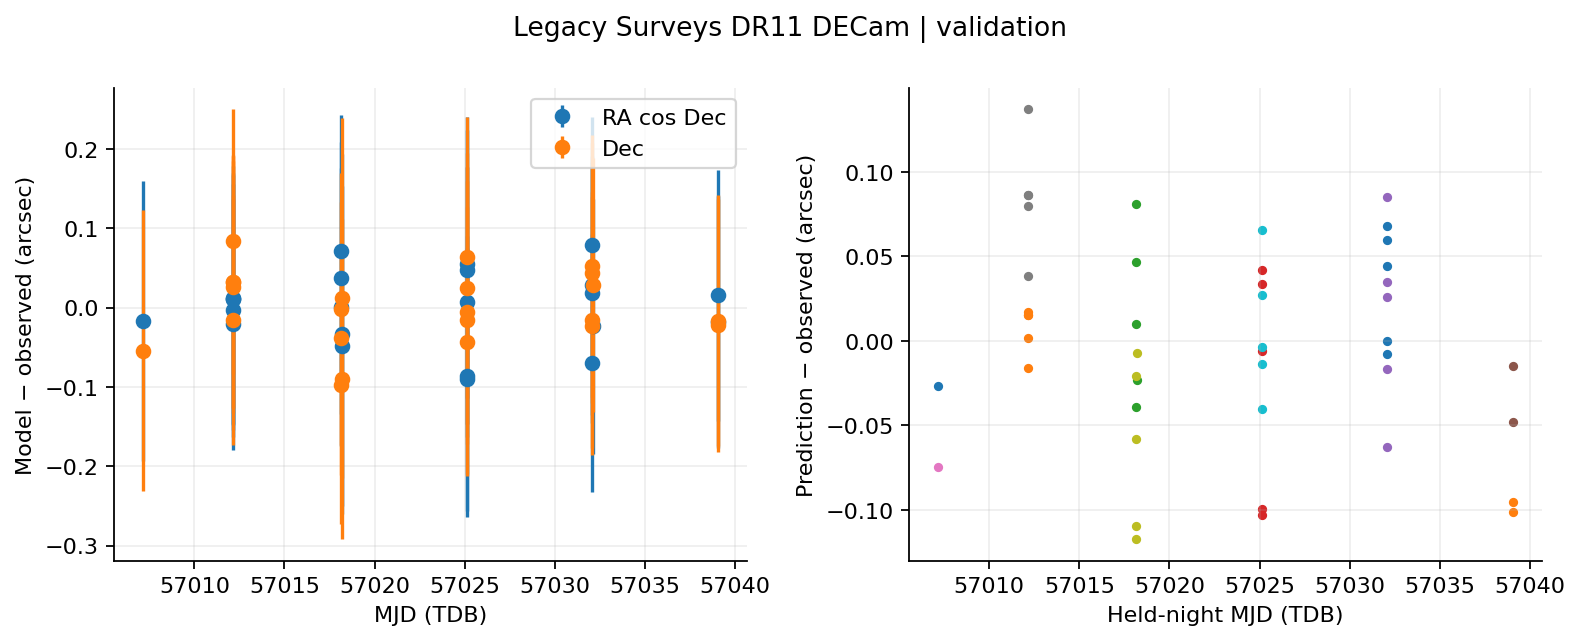 Legacy Surveys DR11 DECam | validation
Model − observed (arcsec)
0.2
0.1
0.0
−0.1
−0.2
−0.3
RA cos Dec
Dec
57010 57015 57020 57025 57030 57035 57040
MJD (TDB)
Prediction − observed (arcsec)
0.10
0.05
0.00
−0.05
−0.10
57010 57015 57020 57025 57030 57035 57040
Held-night MJD (TDB)